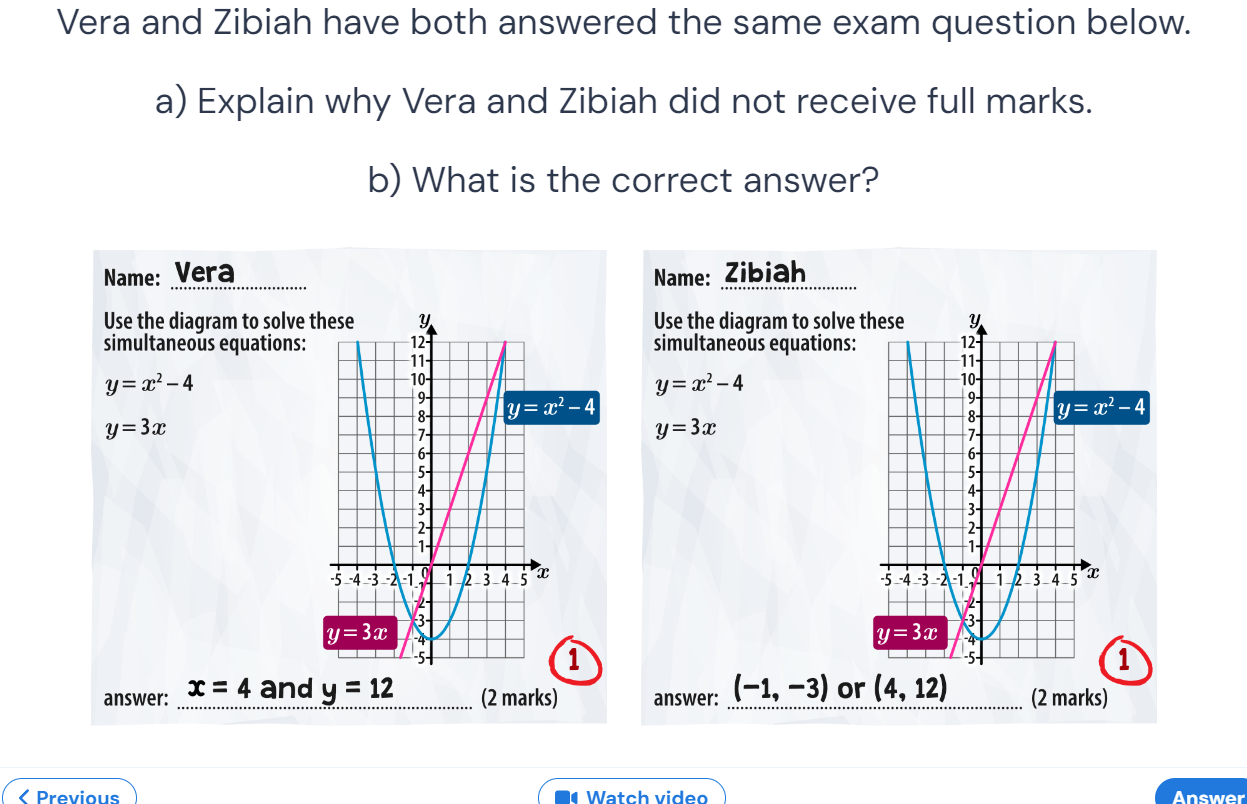 Vera and Zibiah have both answered the same exam question below.
a) Explain why Vera and Zibiah did not receive full marks.
b) What is the correct answer?
Name: Vera
Use the diagram to solve these
simultaneous equations:
y = x² – 4
y = 3x
y
12
11
10
9
8
7
6
5
4
3
2
1
-5 -4 -3 -2 -1 0 1 2 3 4 5 x
-1
-2
-3
-4
-5
y = x² – 4
y = 3x
1
answer: x = 4 and y = 12 (2 marks)
Name: Zibiah
Use the diagram to solve these
simultaneous equations:
y = x² – 4
y = 3x
y
12
11
10
9
8
7
6
5
4
3
2
1
-5 -4 -3 -2 -1 0 1 2 3 4 5 x
-1
-2
-3
-4
-5
y = x² – 4
y = 3x
1
answer: (–1, –3) or (4, 12) (2 marks)
Previous
Watch video
Answer